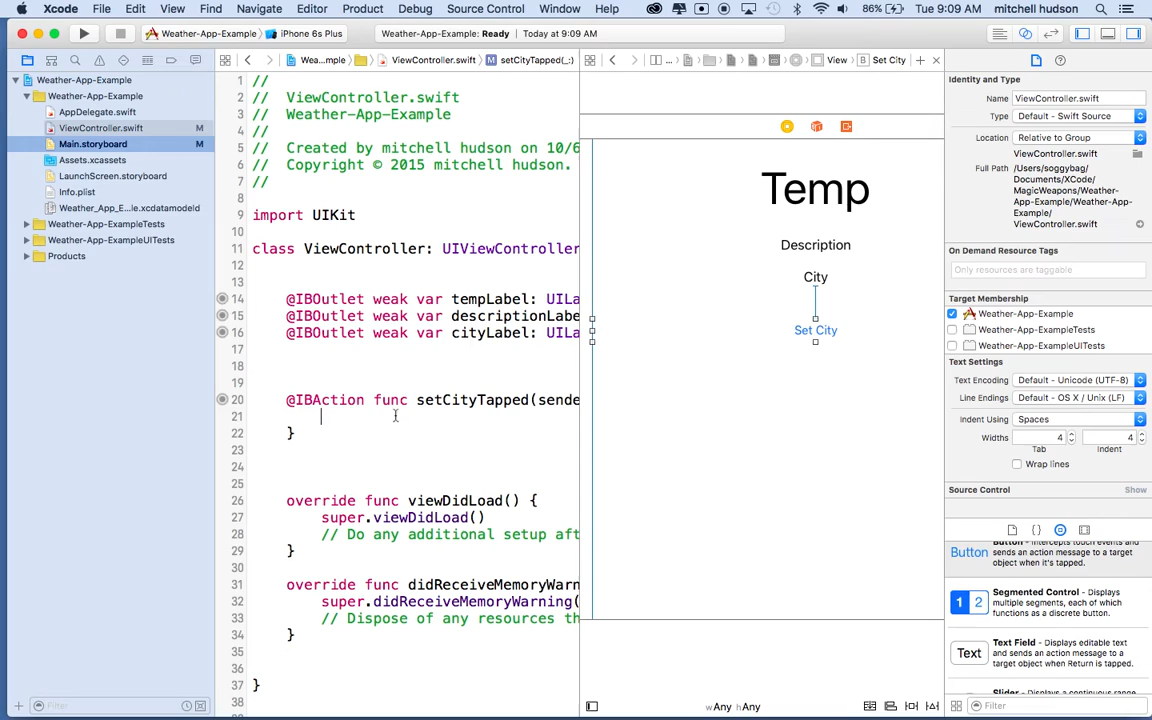 Xcode File Edit View Find Navigate Editor Product Debug Source Control Window Help 86% Tue 9:09 AM mitchell hudson
Weather-App-Example iPhone 6s Plus Weather-App-Example: Ready Today at 9:09 AM
Wea...mple ViewController.swift M setCityTapped(_:) View Set City
Weather-App-Example
Weather-App-Example
AppDelegate.swift
ViewController.swift M
Main.storyboard M
Assets.xcassets
LaunchScreen.storyboard
Info.plist
Weather_App_E...le.xcdatamodeld
Weather-App-ExampleTests
Weather-App-ExampleUITests
Products
Filter
1 //
2 // ViewController.swift
3 // Weather-App-Example
4 //
5 // Created by mitchell hudson on 10/6
6 // Copyright © 2015 mitchell hudson.
7 //
8
9 import UIKit
10
11 class ViewController: UIViewController
12
13
14 @IBOutlet weak var tempLabel: UILa
15 @IBOutlet weak var descriptionLabe
16 @IBOutlet weak var cityLabel: UILa
17
18
19
20 @IBAction func setCityTapped(sende
21
22 }
23
24
25
26 override func viewDidLoad() {
27 super.viewDidLoad()
28 // Do any additional setup aft
29 }
30
31 override func didReceiveMemoryWarn
32 super.didReceiveMemoryWarning(
33 // Dispose of any resources th
34 }
35
36
37 }
38
Temp
Description
City
Set City
wAny hAny
Identity and Type
Name ViewController.swift
Type Default - Swift Source
Location Relative to Group
ViewController.swift
Full Path /Users/soggybag/
Documents/XCode/
MagicWeapons/Weather-
App-Example/Weather-App-
Example/
ViewController.swift
On Demand Resource Tags
Only resources are taggable
Target Membership
Weather-App-Example
Weather-App-ExampleTests
Weather-App-ExampleUITests
Text Settings
Text Encoding Default - Unicode (UTF-8)
Line Endings Default - OS X / Unix (LF)
Indent Using Spaces
Widths 4 4
Tab Indent
Wrap lines
Source Control Show
Button Button - Intercepts touch events and
sends an action message to a target
object when it's tapped.
1 2 Segmented Control - Displays
multiple segments, each of which
functions as a discrete button.
Text Text Field - Displays editable text
and sends an action message to a
target object when Return is tapped.
Slider - Displays a continuous range
Filter